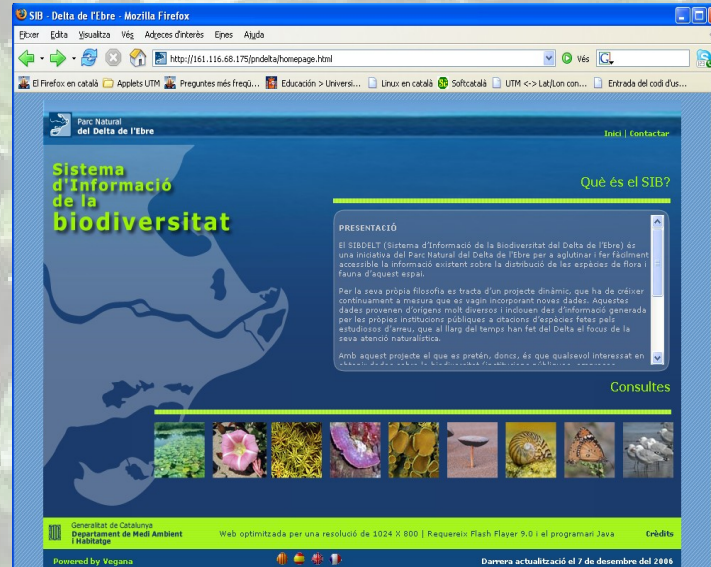 SIB - Delta de l'Ebre - Mozilla Firefox
Fitxer Edita Visualitza Vés Adreces d'interès Eines Ajuda
http://161.116.68.175/pndelta/homepage.html
Vés
G
El Firefox en català Applets UTM Preguntes més freqü... Educación > Universi... Linux en català Softcatalà UTM <-> Lat/Lon con... Entrada del codi d'us...
Parc Natural
del Delta de l'Ebre
Inici | Contactar
Sistema
d'Informació
de la
biodiversitat
Què és el SIB?
PRESENTACIÓ
El SIBDELT (Sistema d'Informació de la Biodiversitat del Delta de l'Ebre) és
una iniciativa del Parc Natural del Delta de l'Ebre per a aglutinar i fer fàcilment
accessible la informació existent sobre la distribució de les espècies de flora i
fauna d'aquest espai.
Per la seva pròpia filosofia es tracta d'un projecte dinàmic, que ha de créixer
contínuament a mesura que es vagin incorporant noves dades. Aquestes
dades provenen d'orígens molt diversos i inclouen des d'informació generada
per les pròpies institucions públiques a citacions d'espècies fetes pels
estudiosos d'arreu, que al llarg del temps han fet del Delta el focus de la
seva atenció naturalística.
Amb aquest projecte el que es pretén, doncs, és que qualsevol interessat en
obtenir dades sobre la biodiversitat (institucions públiques, empreses
Consultes
Generalitat de Catalunya
Departament de Medi Ambient
i Habitatge
Web optimitzada per una resolució de 1024 X 800 | Requereix Flash Player 9.0 i el programari Java
Crèdits
Powered by Vegana
Darrera actualització el 7 de desembre del 2006